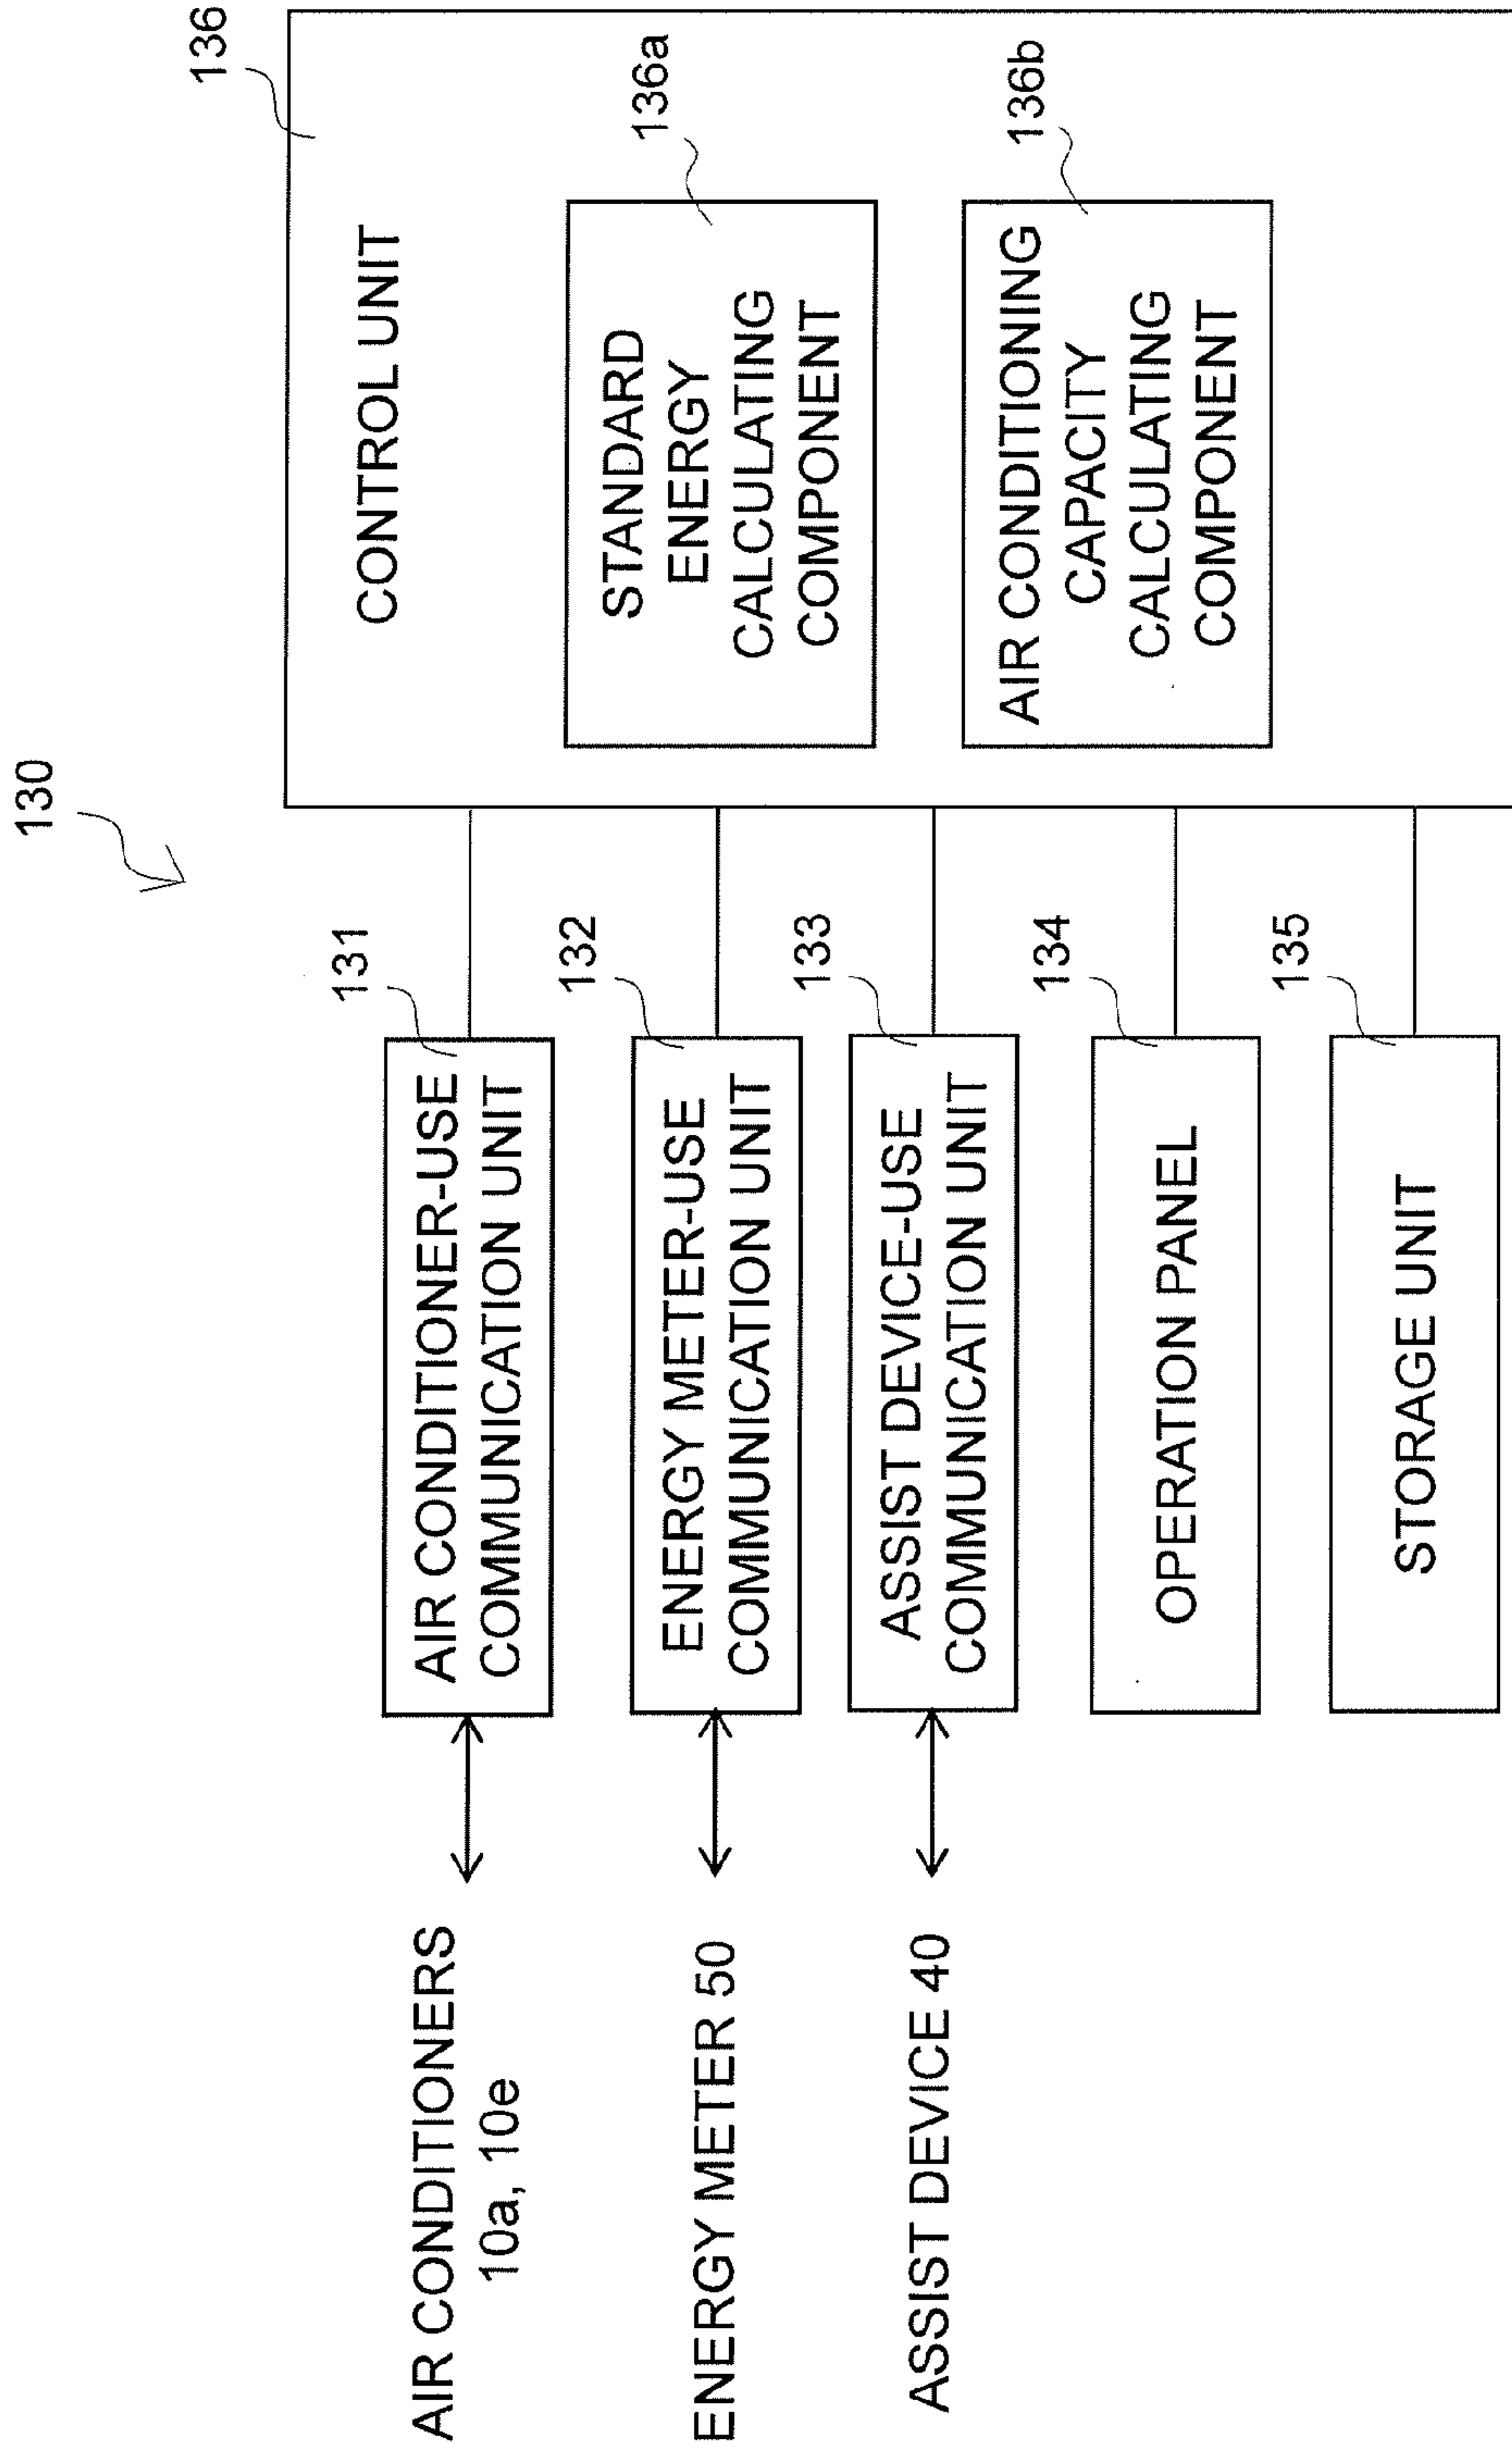 130
136
CONTROL UNIT
136a
STANDARD
ENERGY
CALCULATING
COMPONENT
136b
AIR CONDITIONING
CAPACITY
CALCULATING
COMPONENT
131
AIR CONDITIONER-USE
COMMUNICATION UNIT
AIR CONDITIONERS
10a, 10e
132
ENERGY METER-USE
COMMUNICATION UNIT
ENERGY METER 50
133
ASSIST DEVICE-USE
COMMUNICATION UNIT
ASSIST DEVICE 40
134
OPERATION PANEL
135
STORAGE UNIT